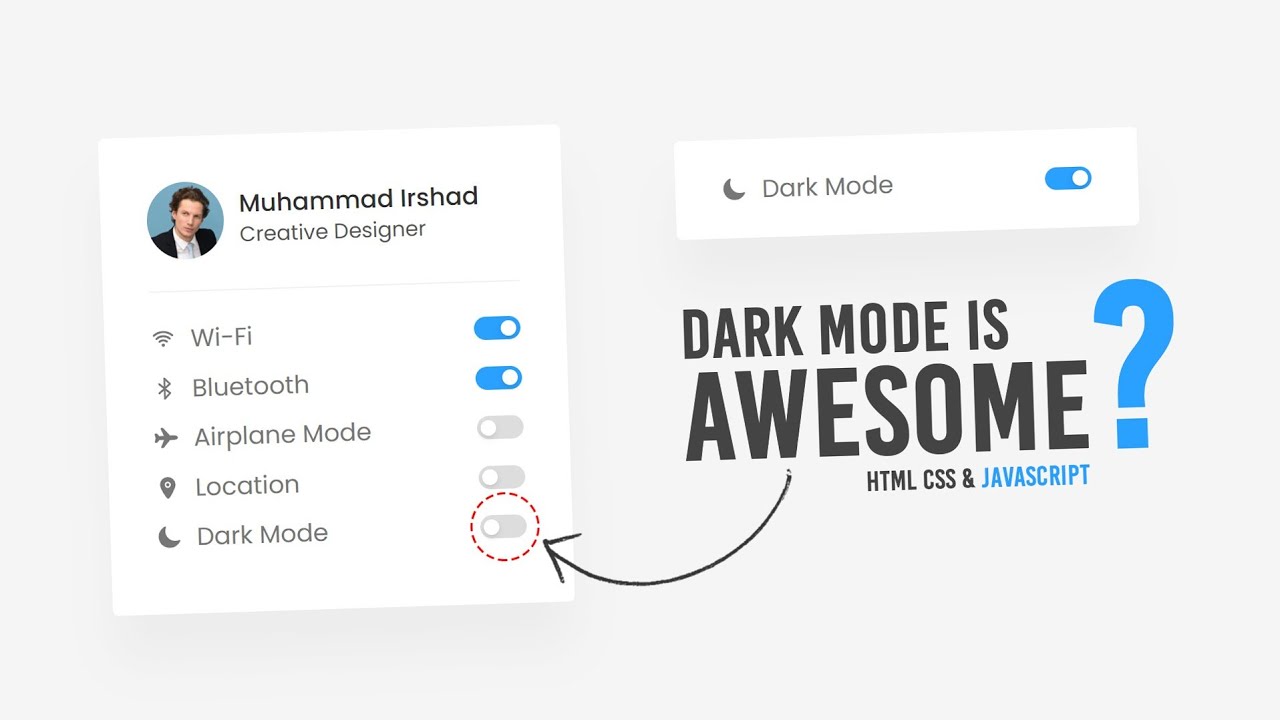 Muhammad Irshad
Creative Designer
Wi-Fi
Bluetooth
Airplane Mode
Location
Dark Mode
Dark Mode
DARK MODE IS
AWESOME?
HTML CSS & JAVASCRIPT